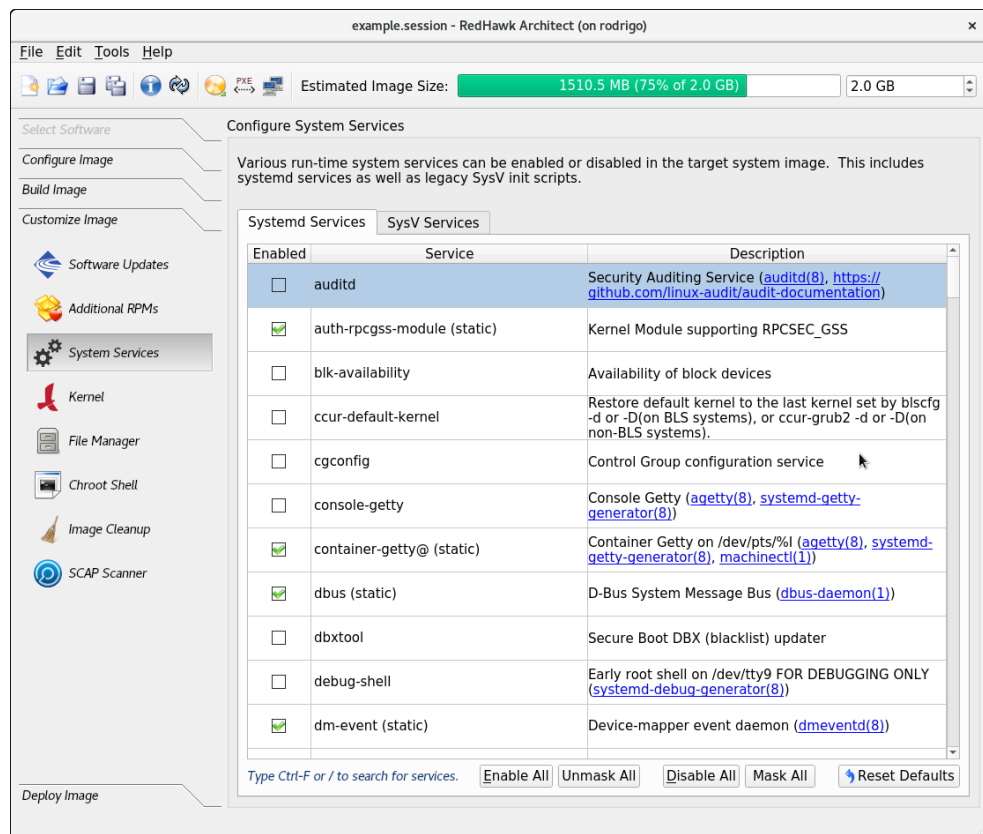 example.session - RedHawk Architect (on rodrigo)
×
File Edit Tools Help
PXE
Estimated Image Size:
1510.5 MB (75% of 2.0 GB)
2.0 GB
Select Software
Configure Image
Build Image
Customize Image
Software Updates
Additional RPMs
System Services
Kernel
File Manager
Chroot Shell
Image Cleanup
SCAP Scanner
Deploy Image
Configure System Services
Various run-time system services can be enabled or disabled in the target system image. This includes
systemd services as well as legacy SysV init scripts.
Systemd Services SysV Services
Enabled Service Description
auditd
Security Auditing Service (auditd(8), https://
github.com/linux-audit/audit-documentation)
auth-rpcgss-module (static)
Kernel Module supporting RPCSEC_GSS
blk-availability
Availability of block devices
ccur-default-kernel
Restore default kernel to the last kernel set by blscfg
-d or -D(on BLS systems), or ccur-grub2 -d or -D(on
non-BLS systems).
cgconfig
Control Group configuration service
console-getty
Console Getty (agetty(8), systemd-getty-
generator(8))
container-getty@ (static)
Container Getty on /dev/pts/%I (agetty(8), systemd-
getty-generator(8), machinectl(1))
dbus (static)
D-Bus System Message Bus (dbus-daemon(1))
dbxtool
Secure Boot DBX (blacklist) updater
debug-shell
Early root shell on /dev/tty9 FOR DEBUGGING ONLY
(systemd-debug-generator(8))
dm-event (static)
Device-mapper event daemon (dmeventd(8))
Type Ctrl-F or / to search for services.
Enable All Unmask All Disable All Mask All Reset Defaults